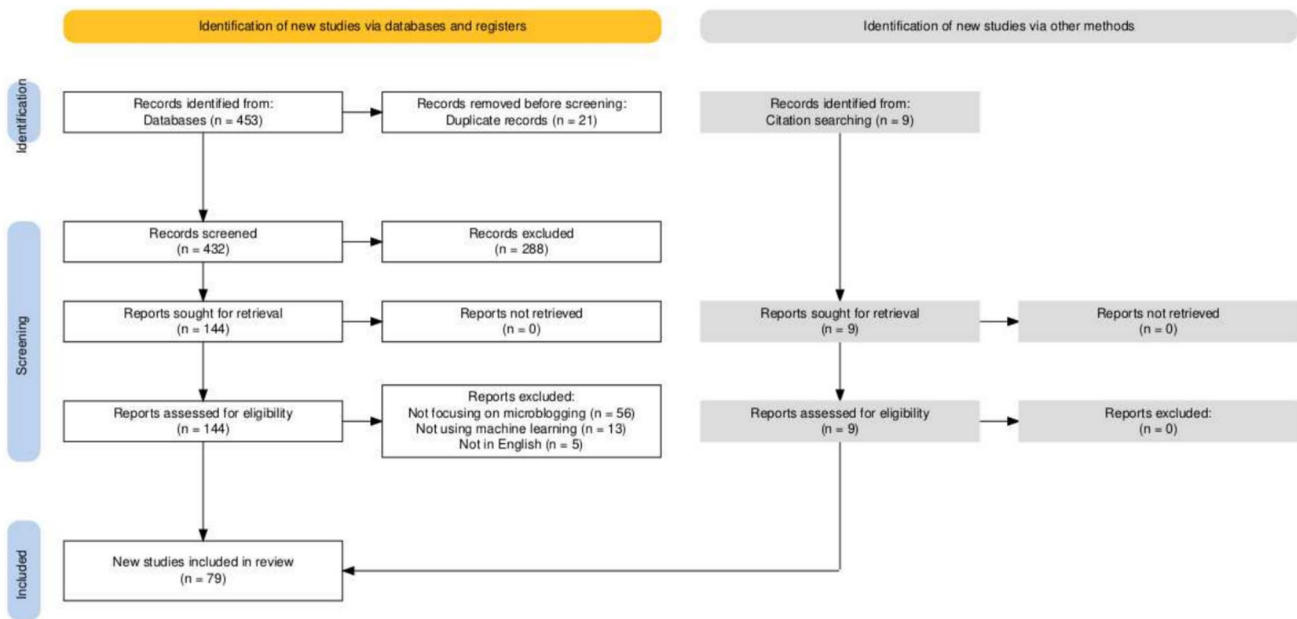 Identification of new studies via databases and registers
Identification of new studies via other methods
Identification
Records identified from:
Databases (n = 453)
Records removed before screening:
Duplicate records (n = 21)
Records identified from:
Citation searching (n = 9)
Screening
Records screened
(n = 432)
Records excluded
(n = 288)
Reports sought for retrieval
(n = 144)
Reports not retrieved
(n = 0)
Reports sought for retrieval
(n = 9)
Reports not retrieved
(n = 0)
Reports assessed for eligibility
(n = 144)
Reports excluded:
Not focusing on microblogging (n = 56)
Not using machine learning (n = 13)
Not in English (n = 5)
Reports assessed for eligibility
(n = 9)
Reports excluded:
(n = 0)
Included
New studies included in review
(n = 79)